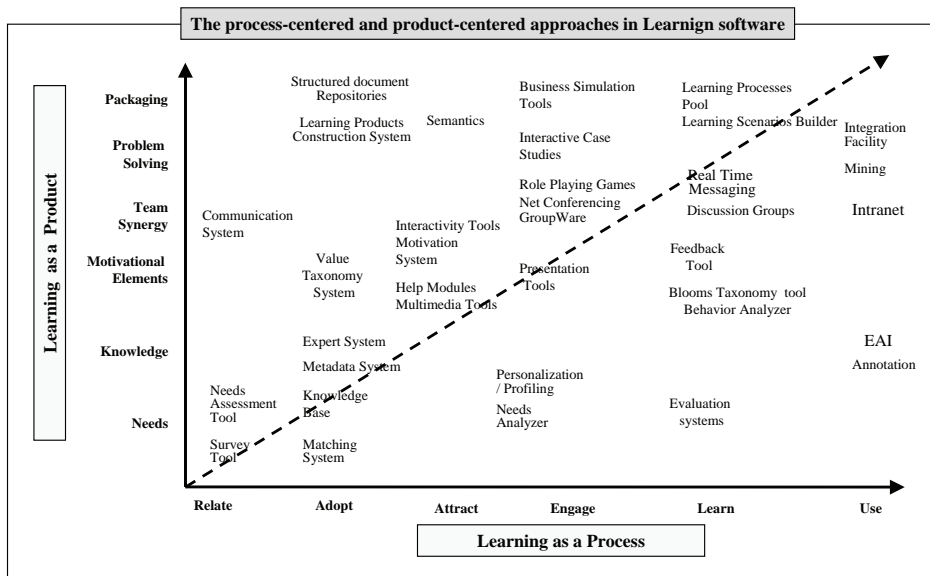 The process-centered and product-centered approaches in Learnign software
Learning as a Product
Packaging
Problem
Solving
Team
Synergy
Motivational
Elements
Knowledge
Needs
Structured document
Repositories
Learning Products
Construction System
Semantics
Business Simulation
Tools
Interactive Case
Studies
Role Playing Games
Net Conferencing
GroupWare
Learning Processes
Pool
Learning Scenarios Builder
Integration
Facility
Mining
Real Time
Messaging
Discussion Groups
Intranet
Communication
System
Interactivity Tools
Motivation
System
Value
Taxonomy
System
Help Modules
Multimedia Tools
Presentation
Tools
Feedback
Tool
Blooms Taxonomy tool
Behavior Analyzer
Expert System
Metadata System
EAI
Annotation
Needs
Assessment
Tool
Knowledge
Base
Personalization
/ Profiling
Needs
Analyzer
Evaluation
systems
Survey
Tool
Matching
System
Relate
Adopt
Attract
Engage
Learn
Use
Learning as a Process